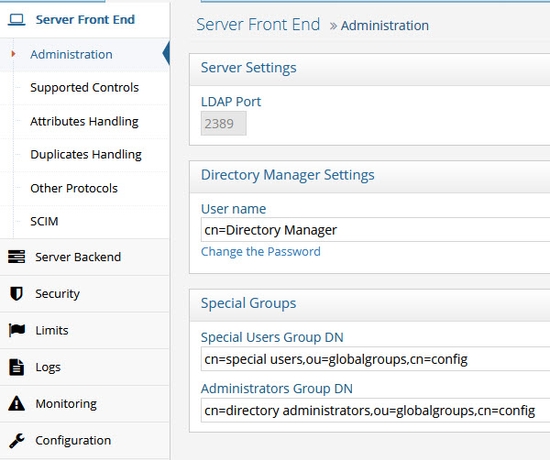 Server Front End
Administration
Supported Controls
Attributes Handling
Duplicates Handling
Other Protocols
SCIM
Server Backend
Security
Limits
Logs
Monitoring
Configuration
Server Front End » Administration
Server Settings
LDAP Port
2389
Directory Manager Settings
User name
cn=Directory Manager
Change the Password
Special Groups
Special Users Group DN
cn=special users,ou=globalgroups,cn=config
Administrators Group DN
cn=directory administrators,ou=globalgroups,cn=config